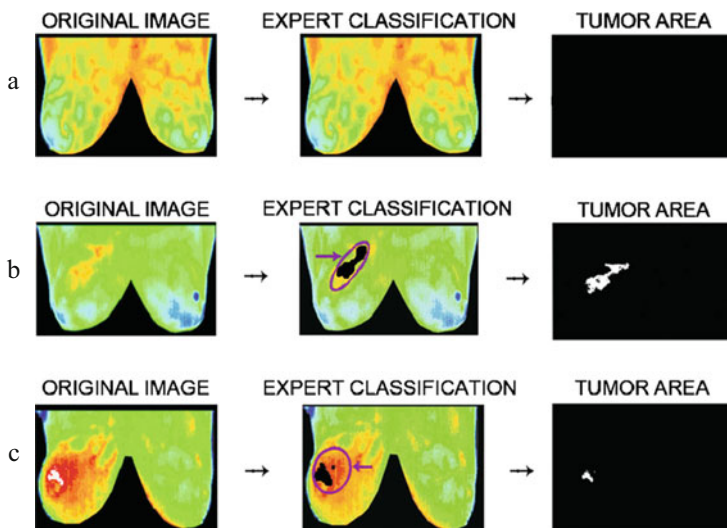 ORIGINAL IMAGE EXPERT CLASSIFICATION TUMOR AREA
a
ORIGINAL IMAGE EXPERT CLASSIFICATION TUMOR AREA
b
ORIGINAL IMAGE EXPERT CLASSIFICATION TUMOR AREA
c